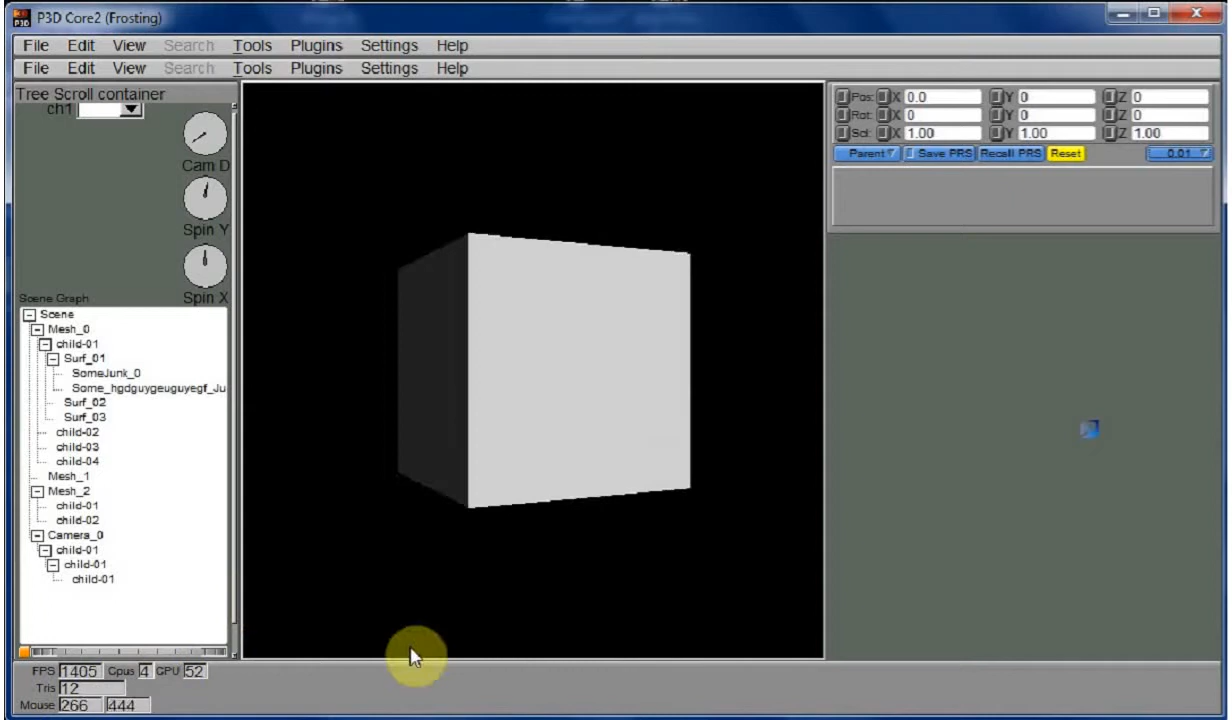 P3D Core2 (Frosting)
File Edit View Search Tools Plugins Settings Help
File Edit View Search Tools Plugins Settings Help
Tree Scroll container
ch1
Cam D
Spin Y
Spin X
Pos: X 0.0 Y 0 Z 0
Rot: X 0 Y 0 Z 0
Scl: X 1.00 Y 1.00 Z 1.00
Parent Save PRS Recall PRS Reset 0.01
Scene Graph
Scene
Mesh_0
child-01
Surf_01
SomeJunk_0
Some_hgdguygeuguyegf_Ju
Surf_02
Surf_03
child-02
child-03
child-04
Mesh_1
Mesh_2
child-01
child-02
Camera_0
child-01
child-01
child-01
FPS 1405 Cpus 4 GPU 52
Tris 12
Mouse 266 444